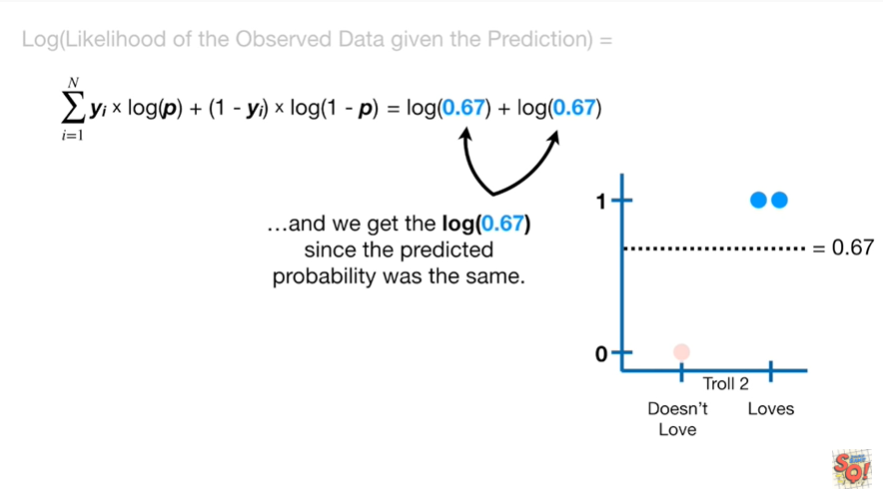 Log(Likelihood of the Observed Data given the Prediction) =
N
∑ yᵢ × log(p) + (1 - yᵢ) × log(1 - p) = log(0.67) + log(0.67)
i=1
...and we get the log(0.67)
since the predicted
probability was the same.
1
= 0.67
0
Troll 2
Doesn't Loves
Love
SQ!